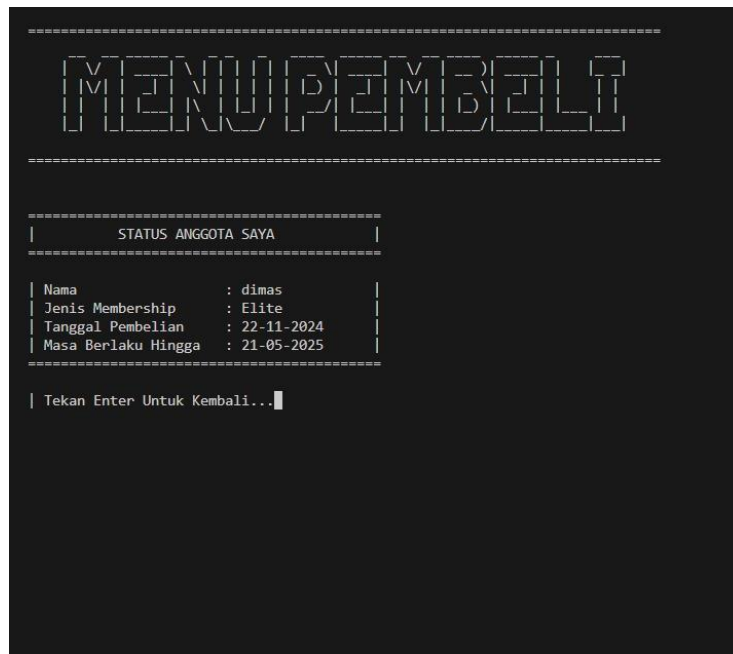 MENU PEMBELI
STATUS ANGGOTA SAYA
Nama : dimas
Jenis Membership : Elite
Tanggal Pembelian : 22-11-2024
Masa Berlaku Hingga : 21-05-2025
Tekan Enter Untuk Kembali...